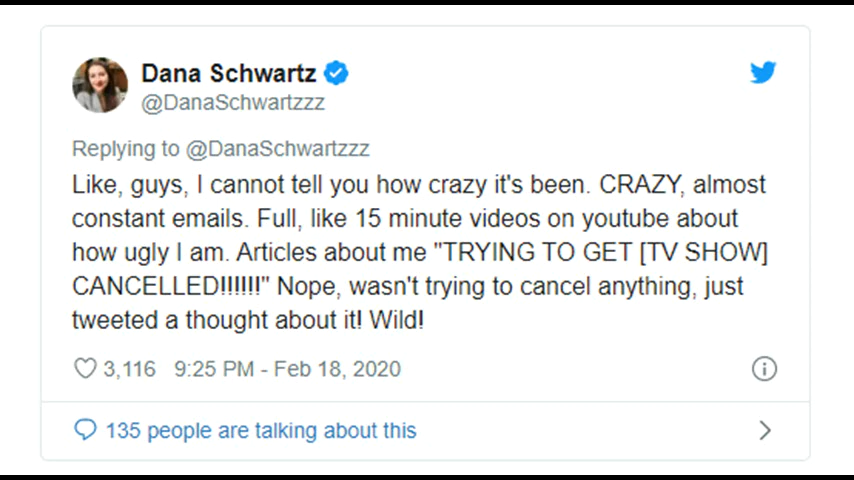 Dana Schwartz
@DanaSchwartzzz
Replying to @DanaSchwartzzz
Like, guys, I cannot tell you how crazy it's been. CRAZY, almost
constant emails. Full, like 15 minute videos on youtube about
how ugly I am. Articles about me "TRYING TO GET [TV SHOW]
CANCELLED!!!!!!" Nope, wasn't trying to cancel anything, just
tweeted a thought about it! Wild!
3,116 9:25 PM - Feb 18, 2020
135 people are talking about this